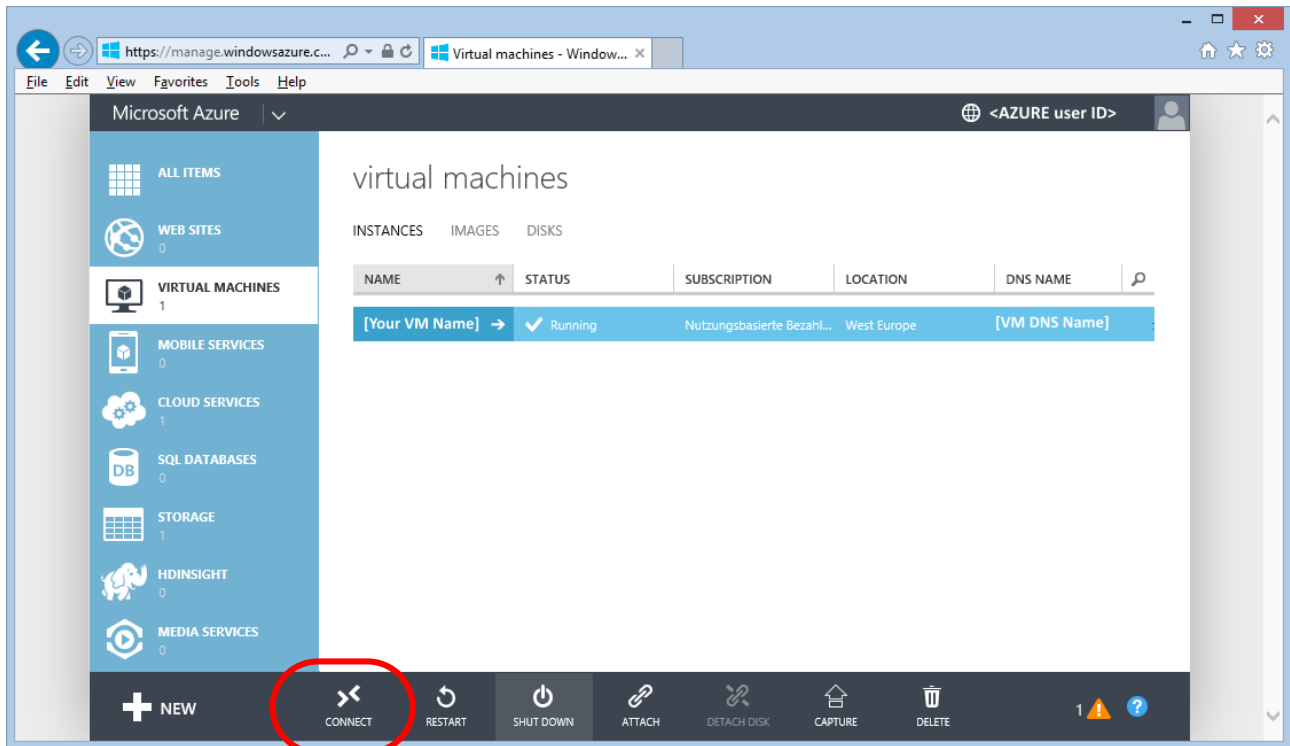 https://manage.windowsazure.c...
Virtual machines - Window...
File Edit View Favorites Tools Help
Microsoft Azure
<AZURE user ID>
ALL ITEMS
WEB SITES
0
VIRTUAL MACHINES
1
MOBILE SERVICES
0
CLOUD SERVICES
1
DB
SQL DATABASES
0
STORAGE
1
HDINSIGHT
0
MEDIA SERVICES
0
virtual machines
INSTANCES IMAGES DISKS
NAME STATUS SUBSCRIPTION LOCATION DNS NAME
[Your VM Name] Running Nutzungsbasierte Bezahl... West Europe [VM DNS Name]
NEW CONNECT RESTART SHUT DOWN ATTACH DETACH DISK CAPTURE DELETE 1 ?